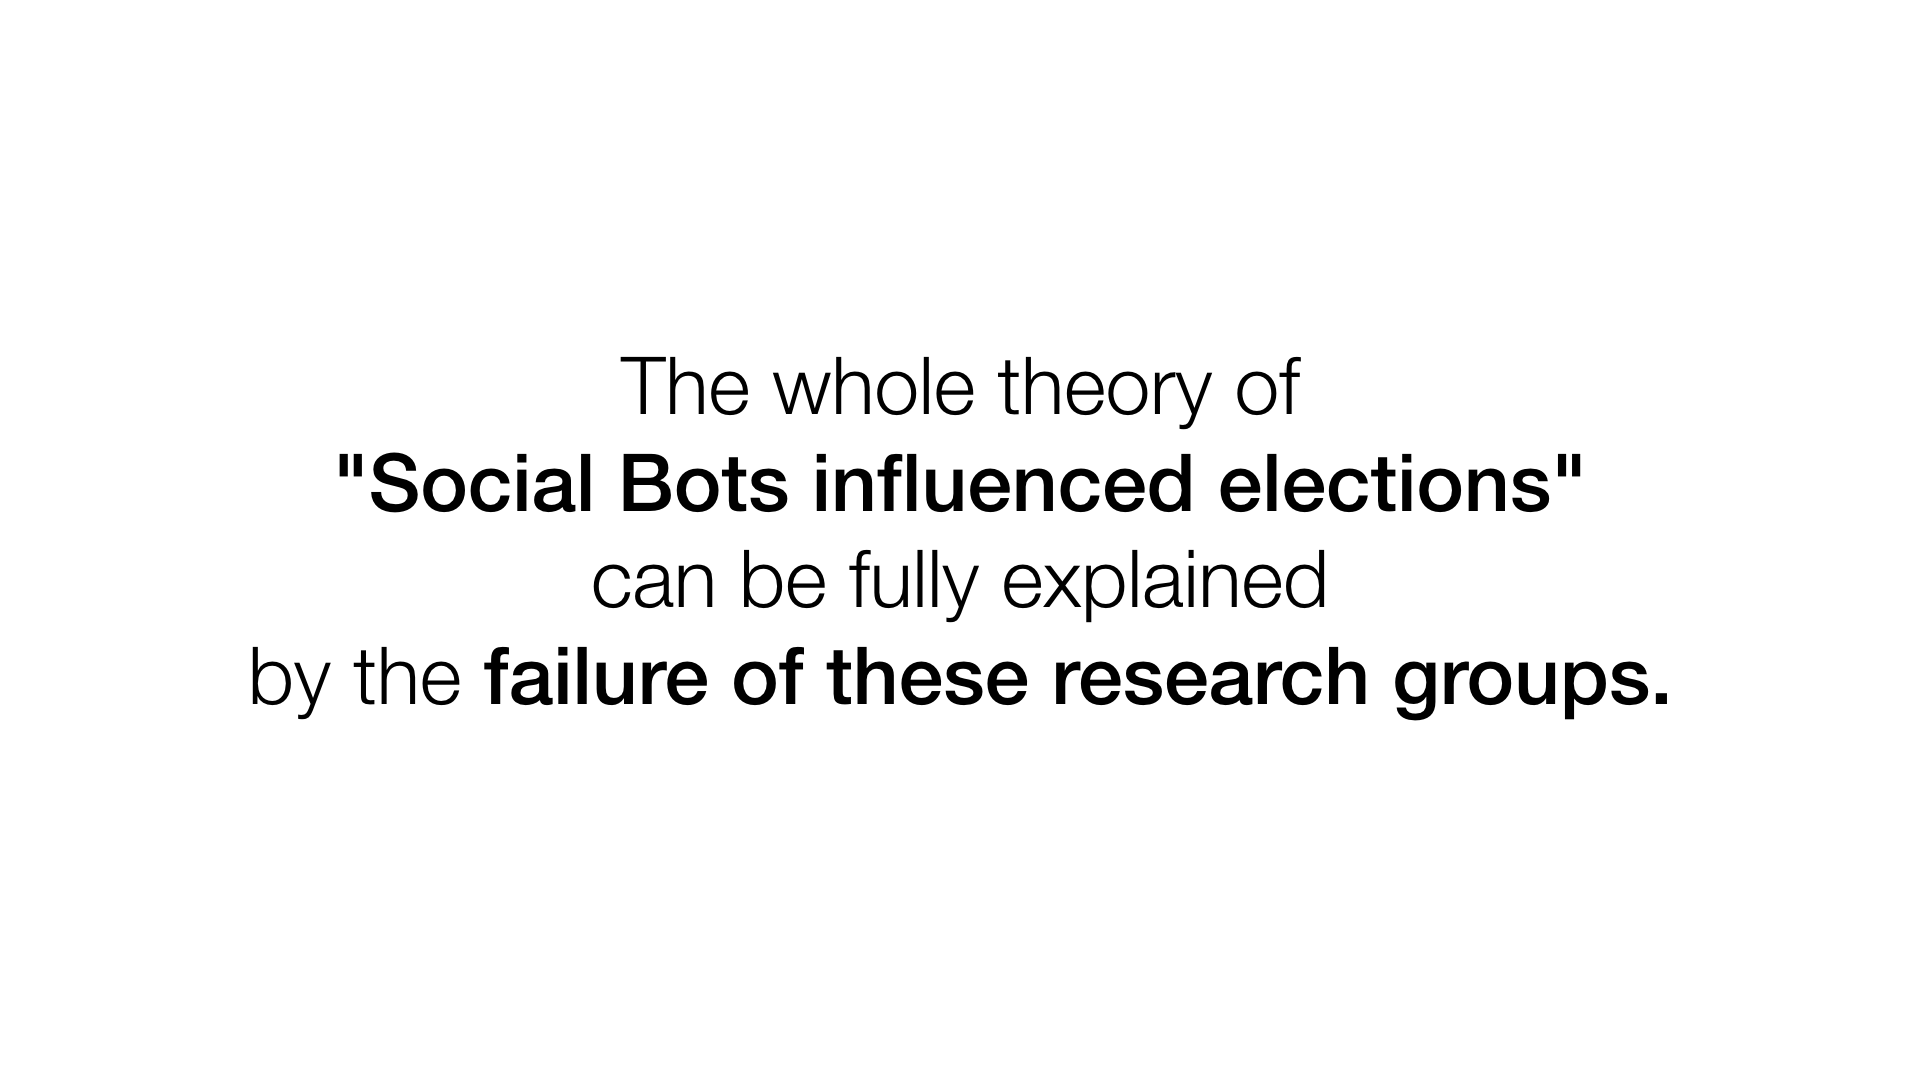 The whole theory of
"Social Bots influenced elections"
can be fully explained
by the failure of these research groups.